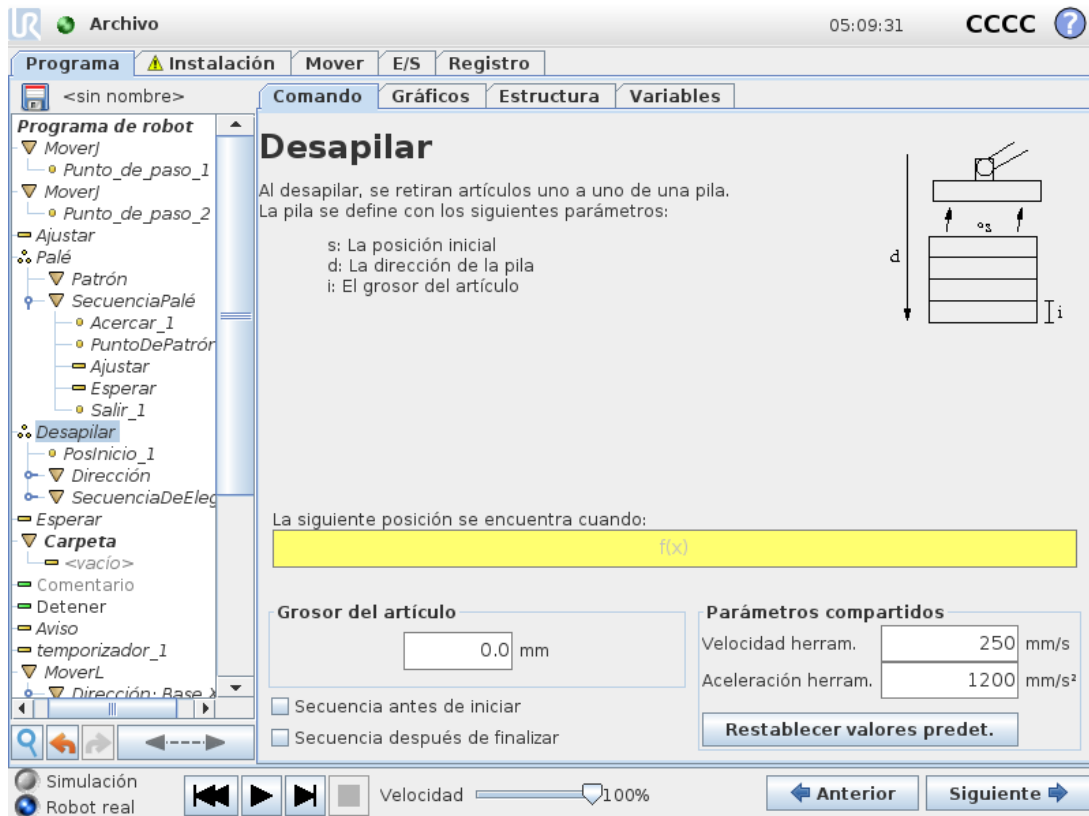 UR
Archivo
05:09:31
CCCC
?
Programa
Instalación
Mover
E/S
Registro
<sin nombre>
Comando
Gráficos
Estructura
Variables
Programa de robot
MoverJ
Punto_de_paso_1
MoverJ
Punto_de_paso_2
Ajustar
Palé
Patrón
SecuenciaPalé
Acercar_1
PuntoDePatrór
Ajustar
Esperar
Salir_1
Desapilar
PosInicio_1
Dirección
SecuenciaDeEleg
Esperar
Carpeta
<vacío>
Comentario
Detener
Aviso
temporizador_1
MoverL
Dirección: Base X
Desapilar
Al desapilar, se retiran artículos uno a uno de una pila.
La pila se define con los siguientes parámetros:
s: La posición inicial
d: La dirección de la pila
i: El grosor del artículo
s
d
i
La siguiente posición se encuentra cuando:
f(x)
Grosor del artículo
0.0 mm
Secuencia antes de iniciar
Secuencia después de finalizar
Parámetros compartidos
Velocidad herram. 250 mm/s
Aceleración herram. 1200 mm/s²
Restablecer valores predet.
Simulación
Robot real
Velocidad 100%
Anterior
Siguiente